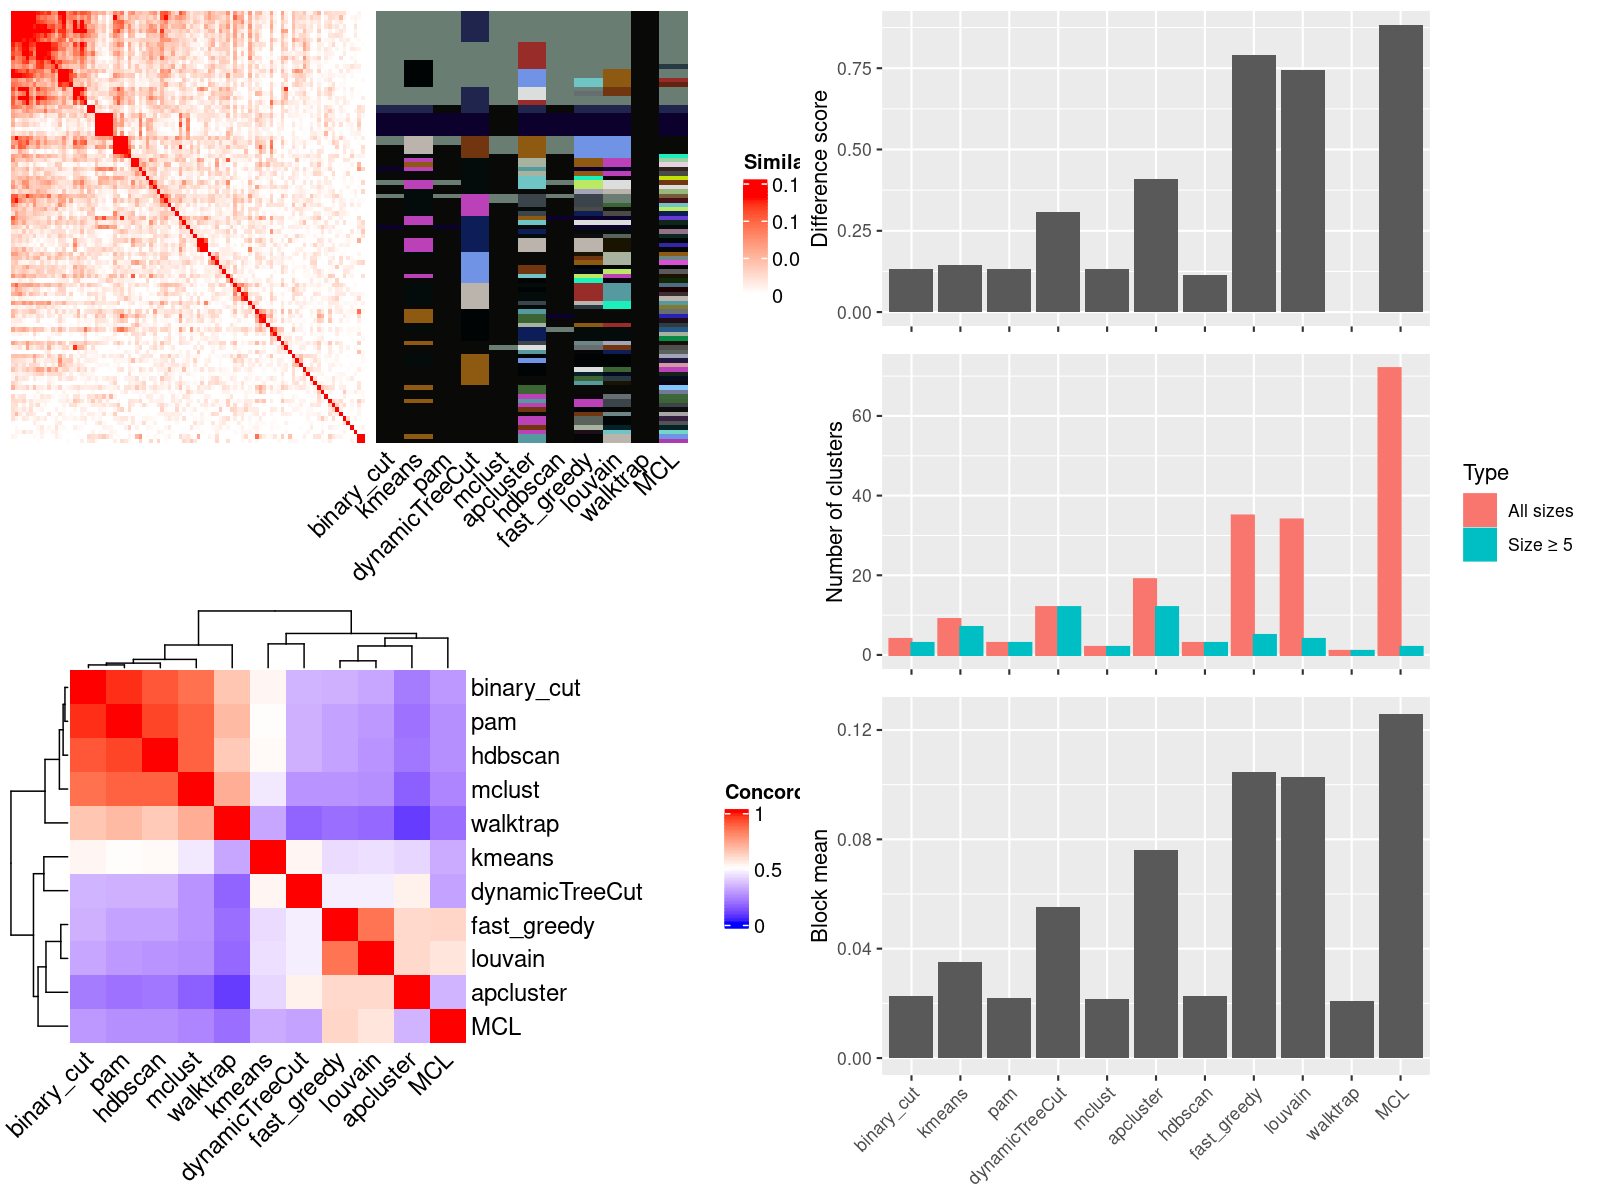 Simila
0.1
0.1
0.0
0
binary_cut
kmeans
pam
dynamicTreeCut
mclust
apcluster
hdbscan
fast_greedy
louvain
walktrap
MCL
binary_cut
pam
hdbscan
mclust
walktrap
kmeans
dynamicTreeCut
fast_greedy
louvain
apcluster
MCL
Concord
1
0.5
0
binary_cut
pam
hdbscan
mclust
walktrap
kmeans
dynamicTreeCut
fast_greedy
louvain
apcluster
MCL
Difference score
0.75
0.50
0.25
0.00
Number of clusters
60
40
20
0
Type
All sizes
Size ≥ 5
Block mean
0.12
0.08
0.04
0.00
binary_cut
kmeans
pam
dynamicTreeCut
mclust
apcluster
hdbscan
fast_greedy
louvain
walktrap
MCL